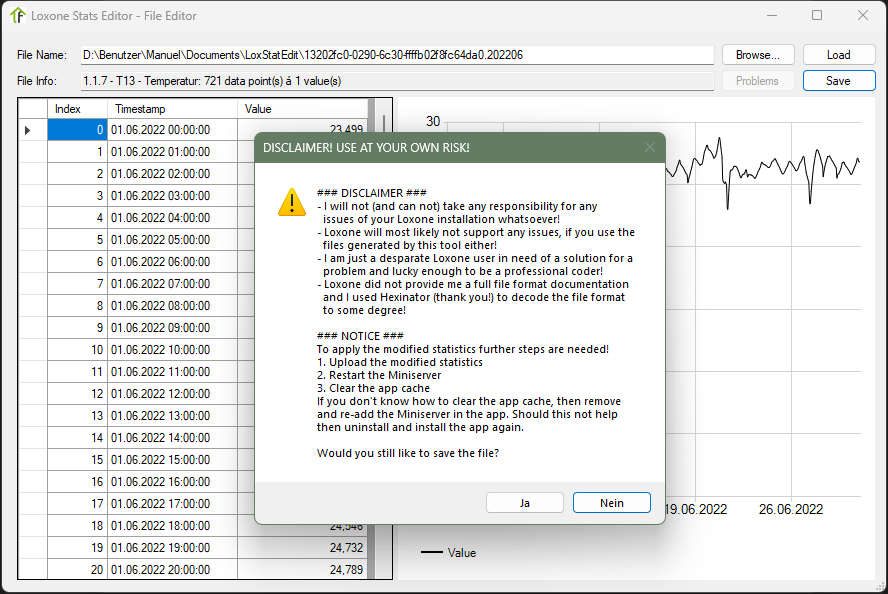 Loxone Stats Editor - File Editor
File Name: D:\Benutzer\Manuel\Documents\LoxStatEdit\13202fc0-0290-6c30-ffffb02f8fc64da0.202206 Browse... Load
File Info: 1.1.7 - T13 - Temperatur: 721 data point(s) á 1 value(s) Problems Save
Index Timestamp Value
0 01.06.2022 00:00:00 23,499
1 01.06.2022 01:00:00
2 01.06.2022 02:00:00
3 01.06.2022 03:00:00
4 01.06.2022 04:00:00
5 01.06.2022 05:00:00
6 01.06.2022 06:00:00
7 01.06.2022 07:00:00
8 01.06.2022 08:00:00
9 01.06.2022 09:00:00
10 01.06.2022 10:00:00
11 01.06.2022 11:00:00
12 01.06.2022 12:00:00
13 01.06.2022 13:00:00
14 01.06.2022 14:00:00
15 01.06.2022 15:00:00
16 01.06.2022 16:00:00
17 01.06.2022 17:00:00
18 01.06.2022 18:00:00 24,546
19 01.06.2022 19:00:00 24,732
20 01.06.2022 20:00:00 24,789
30
19.06.2022 26.06.2022
Value
DISCLAIMER! USE AT YOUR OWN RISK!
### DISCLAIMER ###
- I will not (and can not) take any responsibility for any
issues of your Loxone installation whatsoever!
- Loxone will most likely not support any issues, if you use the
files generated by this tool either!
- I am just a desparate Loxone user in need of a solution for a
problem and lucky enough to be a professional coder!
- Loxone did not provide me a full file format documentation
and I used Hexinator (thank you!) to decode the file format
to some degree!
### NOTICE ###
To apply the modified statistics further steps are needed!
1. Upload the modified statistics
2. Restart the Miniserver
3. Clear the app cache
If you don't know how to clear the app cache, then remove
and re-add the Miniserver in the app. Should this not help
then uninstall and install the app again.
Would you still like to save the file?
Ja Nein